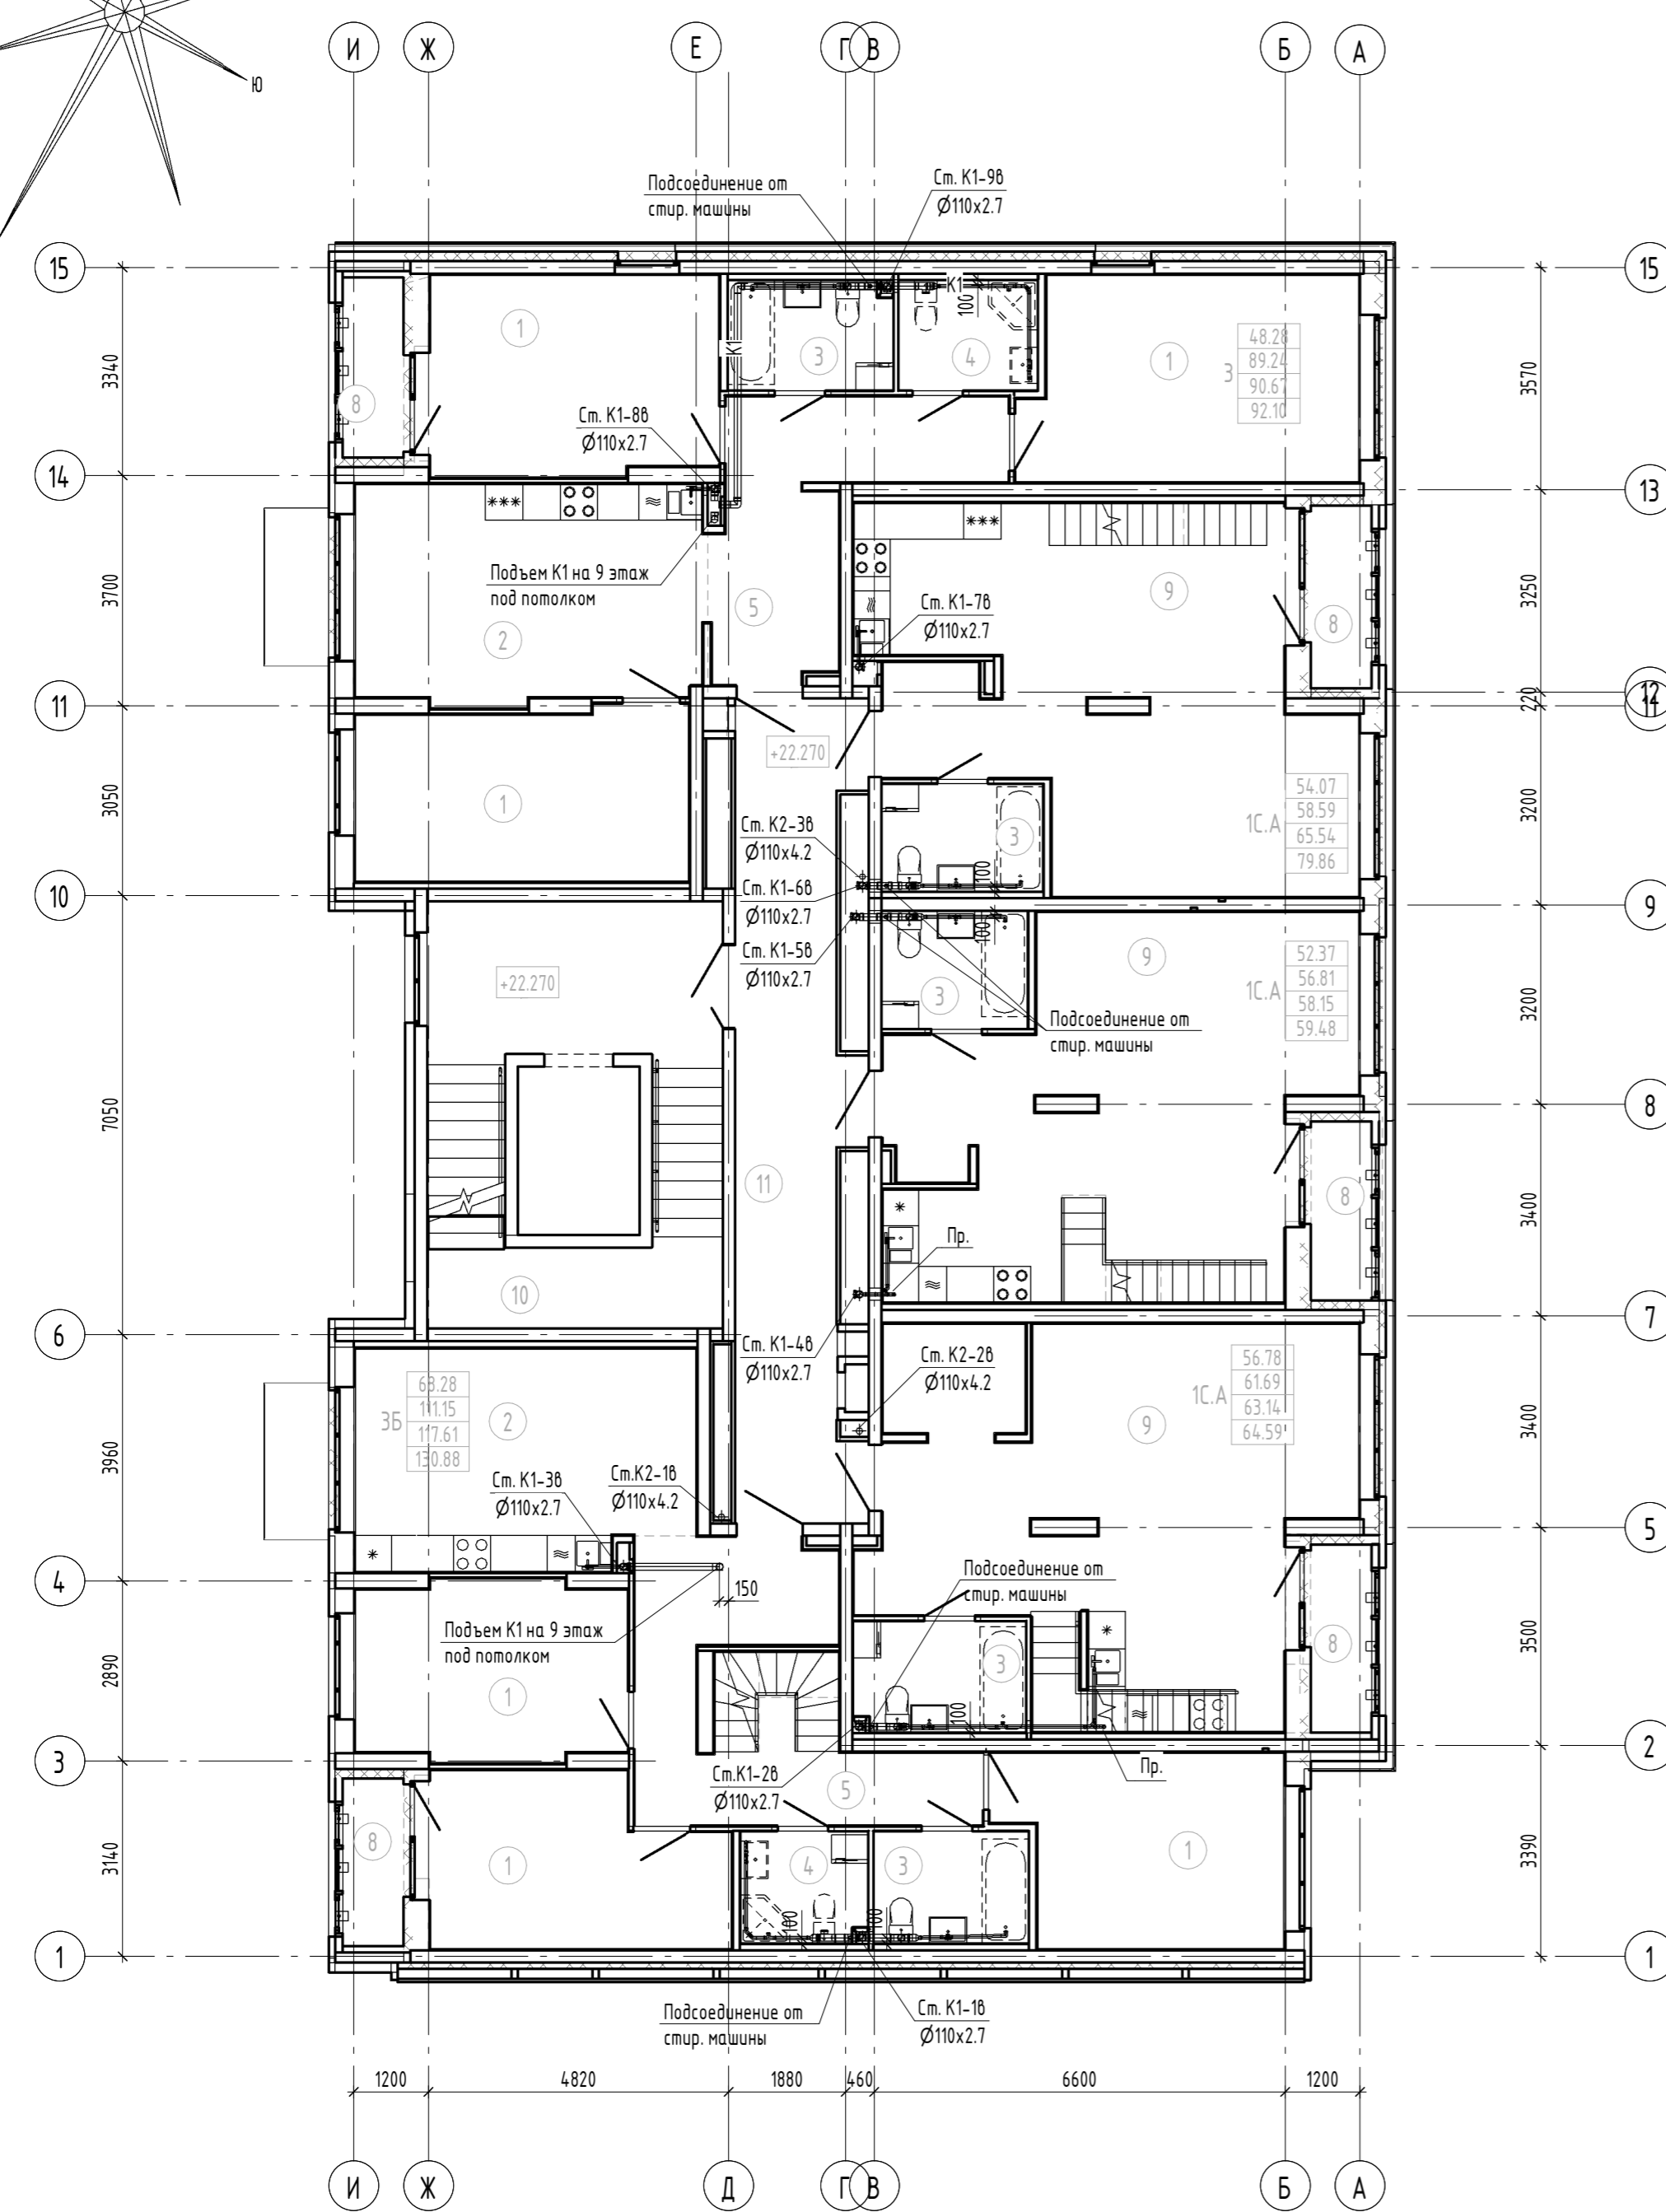 И Ж Е Г В Б А
Ю
Подсоединение от
стир. машины
Ст. К1-9в
Ø110х2.7
15
15
К1
100
3340
1
3
4
1
3
48.28
89.24
90.67
92.10
3570
К1
8
Ст. К1-8в
Ø110х2.7
14
13
***
***
3700
Подъем К1 на 9 этаж
под потолком
2
5
Ст. К1-7в
Ø110х2.7
9
8
3250
11
12
11
220
+22.270
3050
1
Ст. К2-3в
Ø110х4.2
3
100
1С.А
54.07
58.59
65.54
79.86
3200
10
Ст. К1-6в
Ø110х2.7
9
Ст. К1-5в
Ø110х2.7
100
+22.270
3
9
1С.А
52.37
56.81
58.15
59.48
3200
Подсоединение от
стир. машины
7050
8
11
8
3400
*
Пр.
10
6
7
Ст. К1-4в
Ø110х2.7
Ст. К2-2в
Ø110х4.2
3Б
63.28
111.15
117.61
130.88
2
9
1С.А
56.78
61.69
63.14
64.59
3400
3960
Ст. К1-3в
Ø110х2.7
Ст.К2-1в
Ø110х4.2
5
*
4
150
Подсоединение от
стир. машины
Подъем К1 на 9 этаж
под потолком
*
2890
1
3
100
8
3500
3
2
Ст.К1-2в
Ø110х2.7
5
Пр.
3140
8
1
4
3
1
3390
100
100
1
1
Подсоединение от
стир. машины
Ст. К1-1в
Ø110х2.7
1200 4820 1880 460 6600 1200
И Ж Д Г В Б А